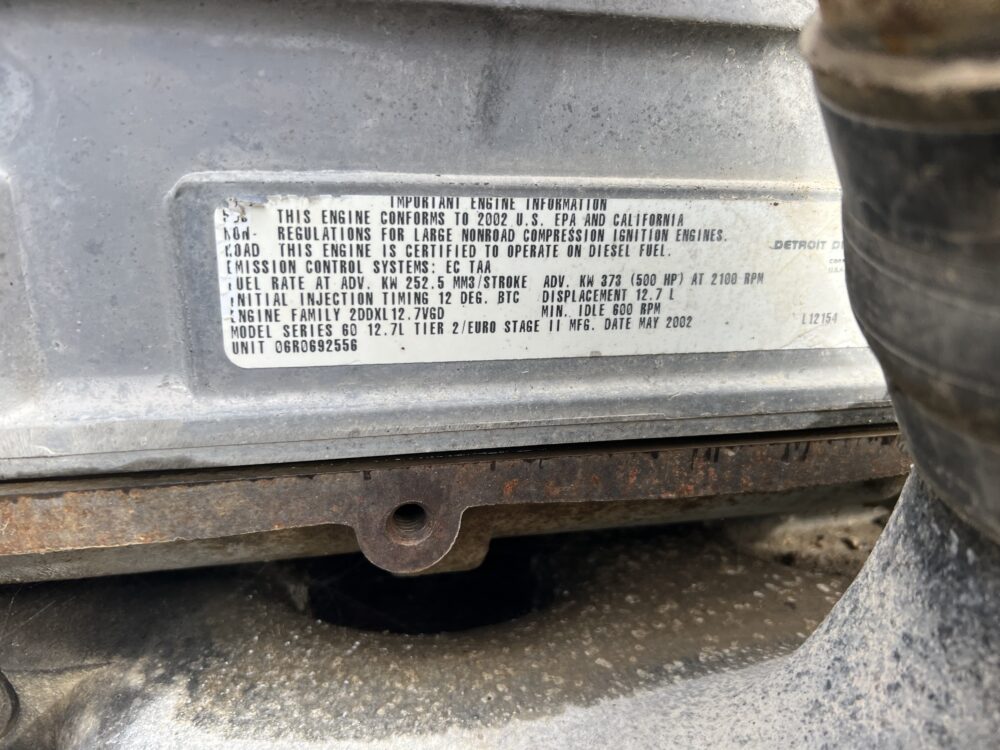 IMPORTANT ENGINE INFORMATION
THIS ENGINE CONFORMS TO 2002 U.S. EPA AND CALIFORNIA
NON- REGULATIONS FOR LARGE NONROAD COMPRESSION IGNITION ENGINES.
ROAD THIS ENGINE IS CERTIFIED TO OPERATE ON DIESEL FUEL.
EMISSION CONTROL SYSTEMS: EC TAA
FUEL RATE AT ADV. KW 252.5 MM3/STROKE ADV. KW 373 (500 HP) AT 2100 RPM
INITIAL INJECTION TIMING 12 DEG. BTC DISPLACEMENT 12.7 L
ENGINE FAMILY 2DDXL12.7VGD MIN. IDLE 600 RPM
MODEL SERIES 60 12.7L TIER 2/EURO STAGE II MFG. DATE MAY 2002
UNIT 06R0692556
DETROIT
L12154